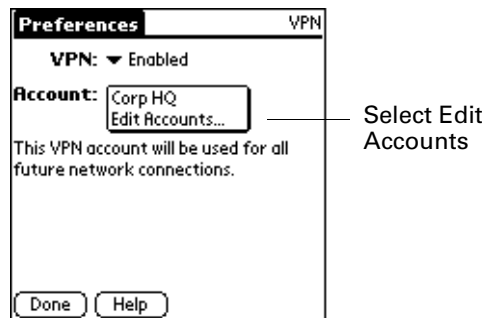 Preferences VPN
VPN: Enabled
Account: Corp HQ
Edit Accounts...
This VPN account will be used for all
future network connections.
Done Help
Select Edit
Accounts